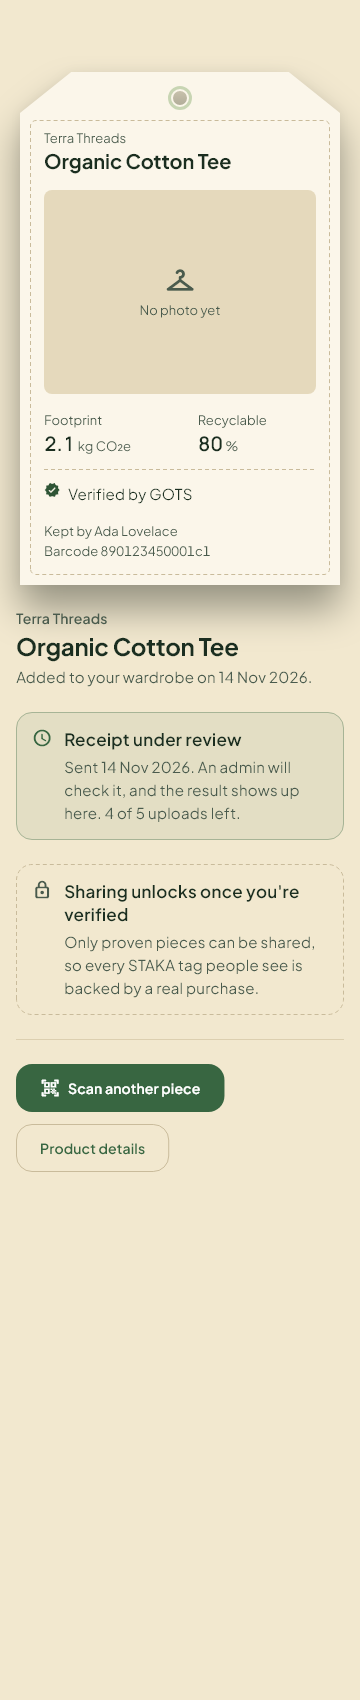 Terra Threads
Organic Cotton Tee
No photo yet
Footprint
2.1 kg CO₂e
Recyclable
80 %
Verified by GOTS
Kept by Ada Lovelace
Barcode 890123450001c1
Terra Threads
Organic Cotton Tee
Added to your wardrobe on 14 Nov 2026.
Receipt under review
Sent 14 Nov 2026. An admin will
check it, and the result shows up
here. 4 of 5 uploads left.
Sharing unlocks once you're
verified
Only proven pieces can be shared,
so every STAKA tag people see is
backed by a real purchase.
Scan another piece
Product details